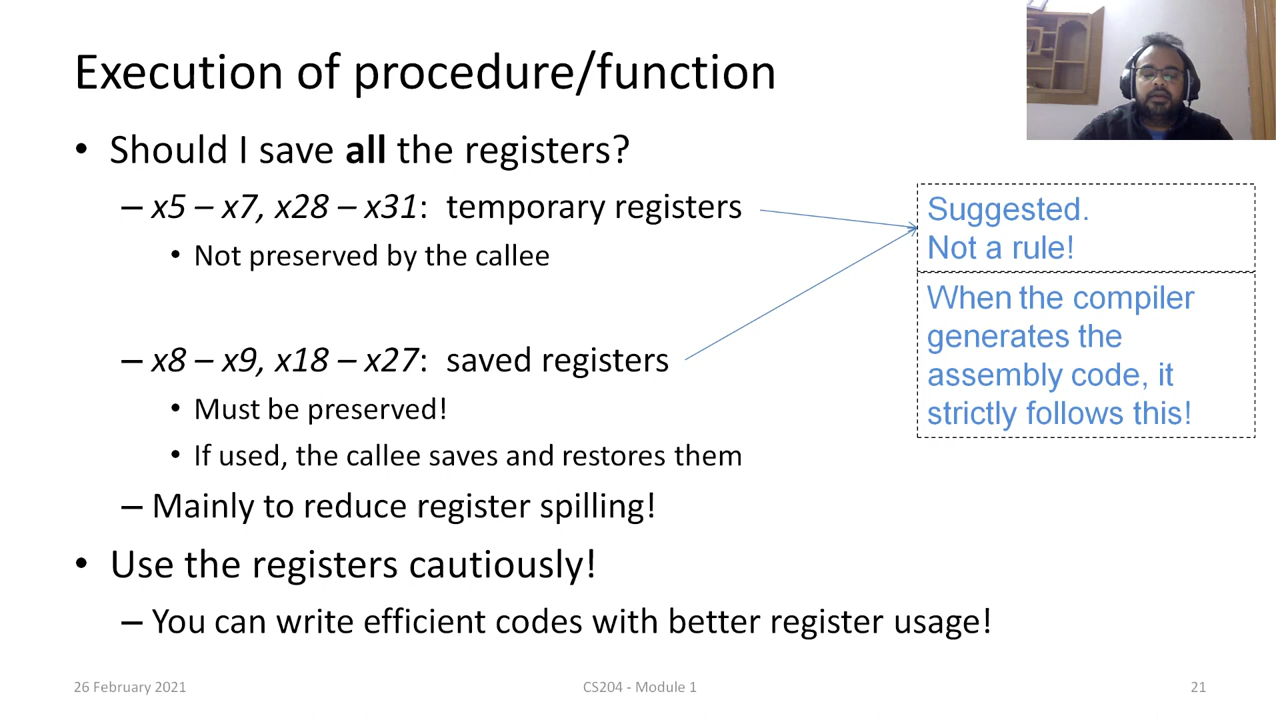 Execution of procedure/function
• Should I save all the registers?
– x5 – x7, x28 – x31: temporary registers
• Not preserved by the callee
– x8 – x9, x18 – x27: saved registers
• Must be preserved!
• If used, the callee saves and restores them
– Mainly to reduce register spilling!
• Use the registers cautiously!
– You can write efficient codes with better register usage!
Suggested.
Not a rule!
When the compiler
generates the
assembly code, it
strictly follows this!
26 February 2021
CS204 - Module 1
21